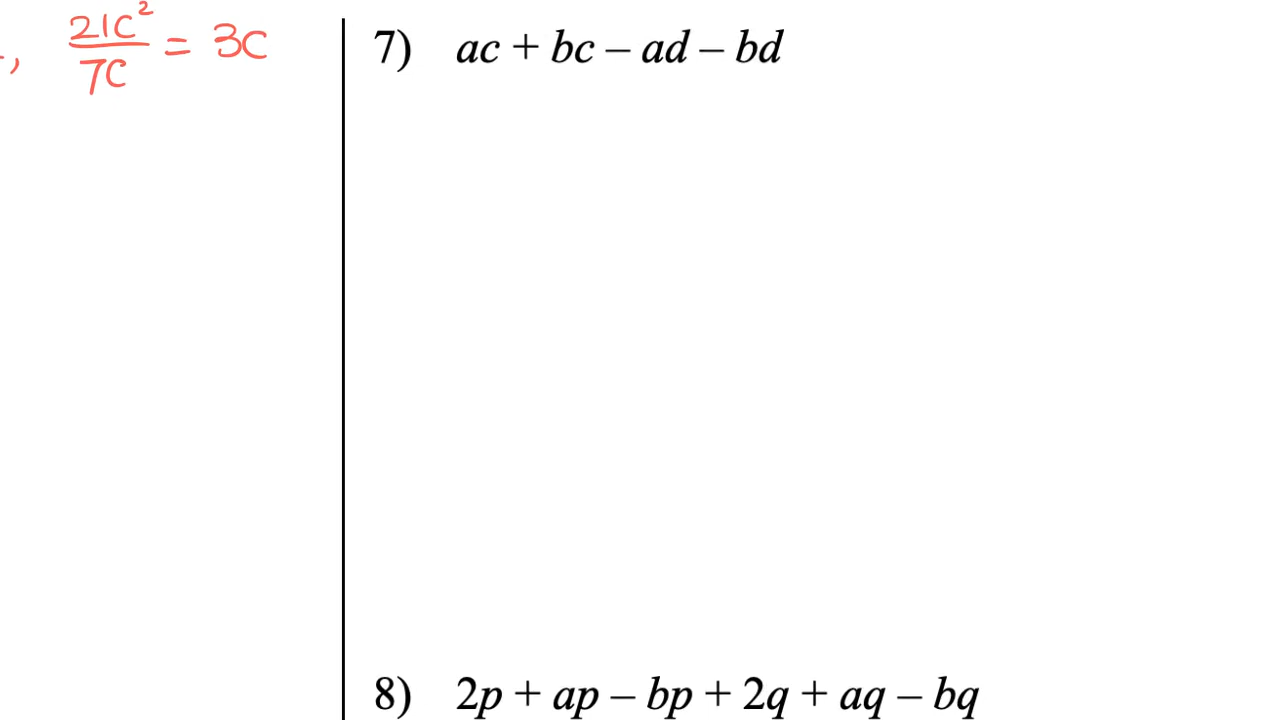 , 21c²/7c = 3c
7) ac + bc – ad – bd
8) 2p + ap – bp + 2q + aq – bq